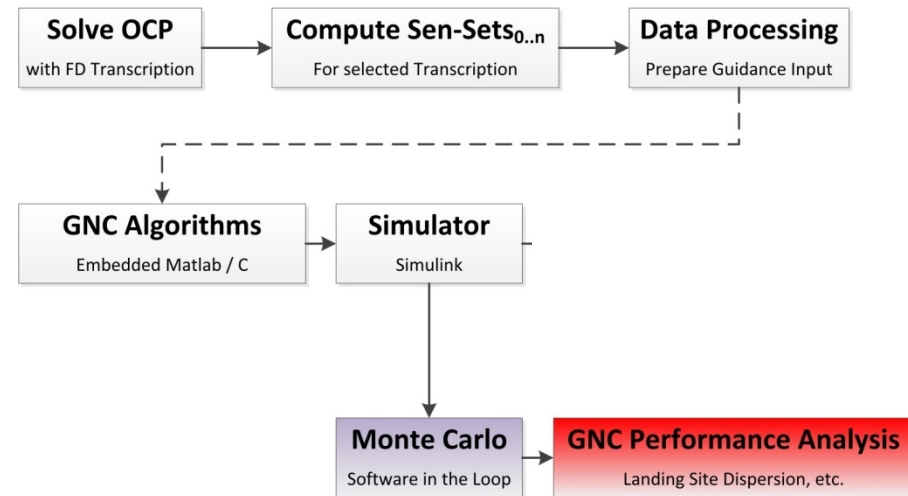 Solve OCP
with FD Transcription
Compute Sen-Sets₀..ₙ
For selected Transcription
Data Processing
Prepare Guidance Input
GNC Algorithms
Embedded Matlab / C
Simulator
Simulink
Monte Carlo
Software in the Loop
GNC Performance Analysis
Landing Site Dispersion, etc.